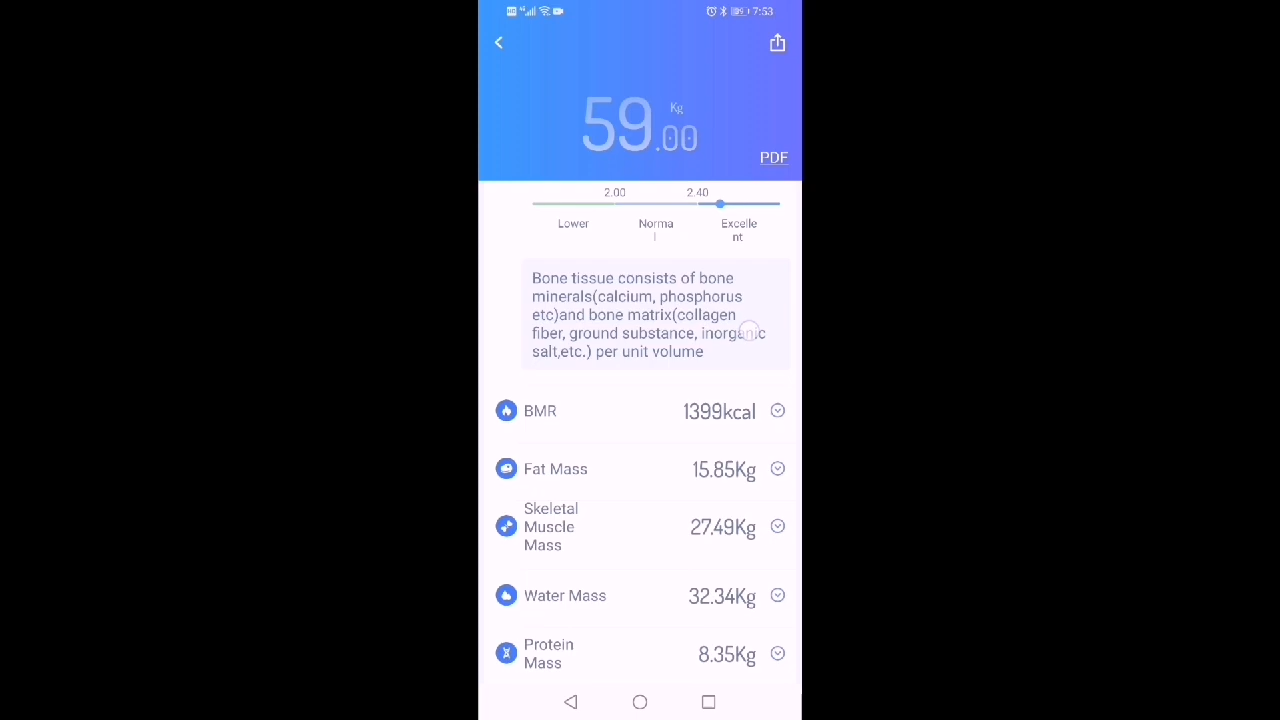 7:53
59.00 Kg
PDF
2.00 2.40
Lower Norma Excelle
l nt
Bone tissue consists of bone
minerals(calcium, phosphorus
etc)and bone matrix(collagen
fiber, ground substance, inorganic
salt,etc.) per unit volume
BMR 1399kcal
Fat Mass 15.85Kg
Skeletal
Muscle 27.49Kg
Mass
Water Mass 32.34Kg
Protein
Mass 8.35Kg